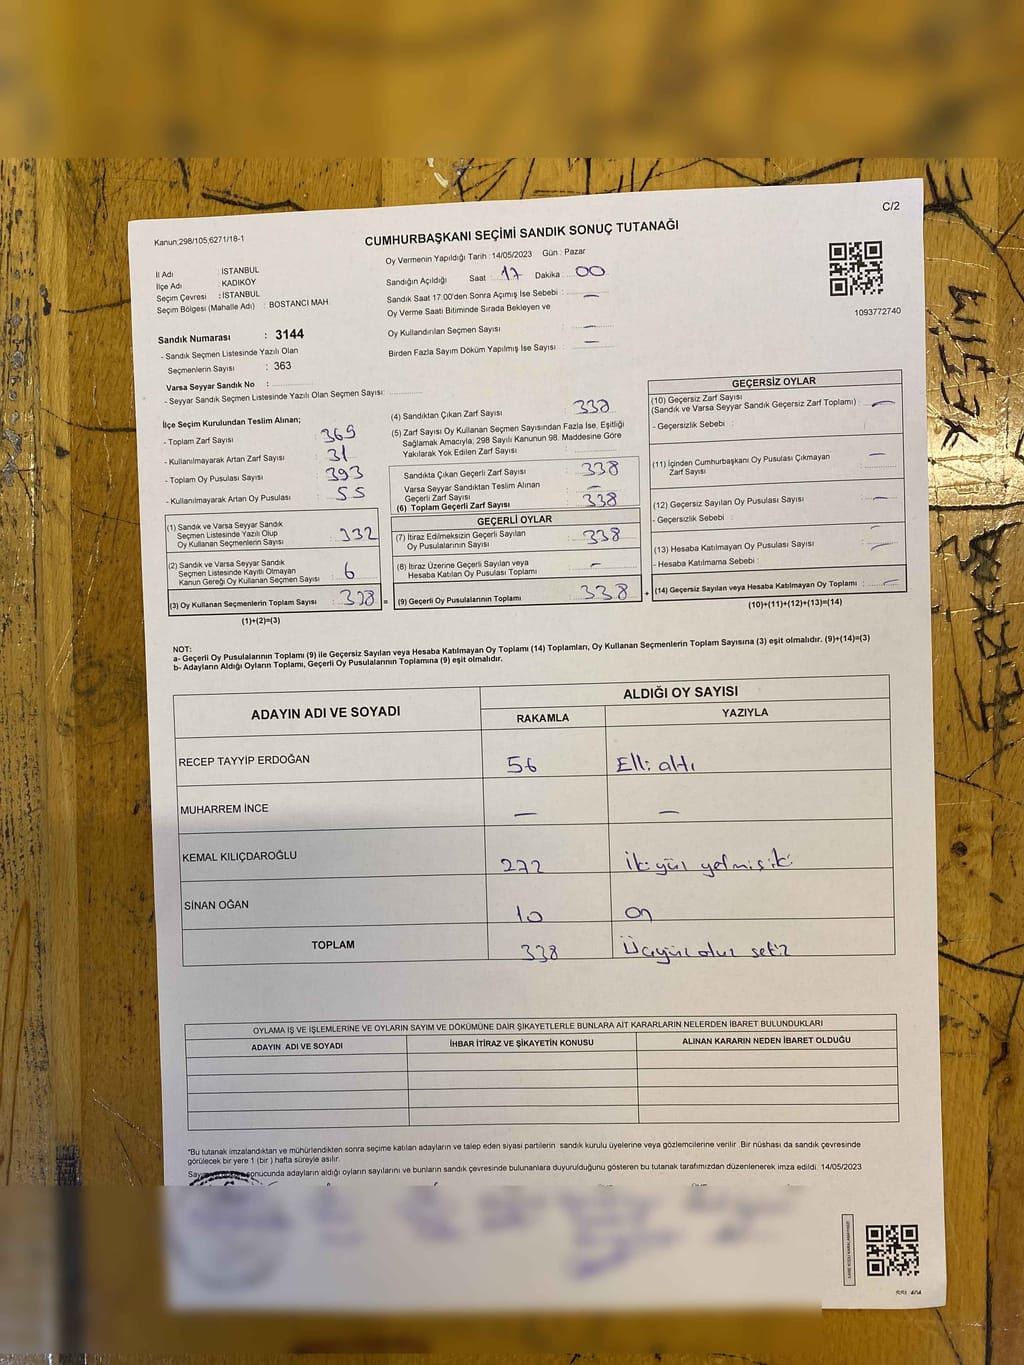 C/2
Kanun;298/105,6271/18-1
CUMHURBAŞKANI SEÇİMİ SANDIK SONUÇ TUTANAĞI
Oy Vermenin Yapıldığı Tarih :14/05/2023 Gün : Pazar
İl Adı : İSTANBUL
İlçe Adı : KADIKÖY
Seçim Çevresi : İSTANBUL
Seçim Bölgesi (Mahalle Adı) : BOSTANCI MAH.
Sandığın Açıldığı Saat : 17 Dakika : 00
Sandık Saat 17.00'den Sonra Açımış İse Sebebi : —
Oy Verme Saati Bitiminde Sırada Bekleyen ve
Oy Kullandırılan Seçmen Sayısı : —
Birden Fazla Sayım Döküm Yapılmış İse Sayısı : —
1093772740
Sandık Numarası : 3144
- Sandık Seçmen Listesinde Yazılı Olan
Seçmenlerin Sayısı : 363
Varsa Seyyar Sandık No :
- Seyyar Sandık Seçmen Listesinde Yazılı Olan Seçmen Sayısı:
İlçe Seçim Kurulundan Teslim Alınan;
- Toplam Zarf Sayısı : 369
- Kullanılmayarak Artan Zarf Sayısı : 31
- Toplam Oy Pusulası Sayısı : 393
- Kullanılmayarak Artan Oy Pusulası : 55
(1) Sandık ve Varsa Seyyar Sandık
Seçmen Listesinde Yazılı Olup
Oy Kullanan Seçmenlerin Sayısı : 332
(2) Sandık ve Varsa Seyyar Sandık
Seçmen Listesinde Kayıtlı Olmayan
Kanun Gereği Oy Kullanan Seçmen Sayısı : 6
(3) Oy Kullanan Seçmenlerin Toplam Sayısı : 338
(1)+(2)=(3)
(4) Sandıktan Çıkan Zarf Sayısı : 338
(5) Zarf Sayısı Oy Kullanan Seçmen Sayısından Fazla İse, Eşitliği
Sağlamak Amacıyla; 298 Sayılı Kanunun 98. Maddesine Göre
Yakılarak Yok Edilen Zarf Sayısı :
Sandıkta Çıkan Geçerli Zarf Sayısı : 338
Varsa Seyyar Sandıktan Teslim Alınan
Geçerli Zarf Sayısı : —
(6) Toplam Geçerli Zarf Sayısı : 338
GEÇERLİ OYLAR
(7) İtiraz Edilmeksizin Geçerli Sayılan
Oy Pusulalarının Sayısı : 338
(8) İtiraz Üzerine Geçerli Sayılan veya
Hesaba Katılan Oy Pusulası Toplamı : —
= (9) Geçerli Oy Pusulalarının Toplamı : 338
GEÇERSİZ OYLAR
(10) Geçersiz Zarf Sayısı
(Sandık ve Varsa Seyyar Sandık Geçersiz Zarf Toplamı) : —
- Geçersizlik Sebebi :
(11) İçinden Cumhurbaşkanı Oy Pusulası Çıkmayan
Zarf Sayısı : —
(12) Geçersiz Sayılan Oy Pusulası Sayısı : —
- Geçersizlik Sebebi :
(13) Hesaba Katılmayan Oy Pusulası Sayısı : —
- Hesaba Katılmama Sebebi :
+ (14) Geçersiz Sayılan veya Hesaba Katılmayan Oy Toplamı : —
(10)+(11)+(12)+(13)=(14)
NOT:
a- Geçerli Oy Pusulalarının Toplamı (9) ile Geçersiz Sayılan veya Hesaba Katılmayan Oy Toplamı (14) Toplamları, Oy Kullanan Seçmenlerin Toplam Sayısına (3) eşit olmalıdır. (9)+(14)=(3)
b- Adayların Aldığı Oyların Toplamı, Geçerli Oy Pusulalarının Toplamına (9) eşit olmalıdır.
ADAYIN ADI VE SOYADI
ALDIĞI OY SAYISI
RAKAMLA YAZIYLA
RECEP TAYYİP ERDOĞAN 56 Elli altı
MUHARREM İNCE — —
KEMAL KILIÇDAROĞLU 272 İkiyüz yetmişiki
SİNAN OĞAN 10 On
TOPLAM 338 Üçyüz otuz sekiz
OYLAMA İŞ VE İŞLEMLERİNE VE OYLARIN SAYIM VE DÖKÜMÜNE DAİR ŞİKAYETLERLE BUNLARA AİT KARARLARIN NELERDEN İBARET BULUNDUKLARI
ADAYIN ADI VE SOYADI İHBAR İTİRAZ VE ŞİKAYETİN KONUSU ALINAN KARARIN NEDEN İBARET OLDUĞU
*Bu tutanak imzalandıktan ve mühürlendikten sonra seçime katılan adayların ve talep eden siyasi partilerin sandık kurulu üyelerine veya gözlemcilerine verilir .Bir nüshası da sandık çevresinde
görülecek bir yere 1 (bir ) hafta süreyle asılır.
sonucunda adayların aldığı oyların sayılarını ve bunların sandık çevresinde bulunanlara duyurulduğunu gösteren bu tutanak tarafımızdan düzenlenerek imza edildi. 14/05/2023
YEŞİM